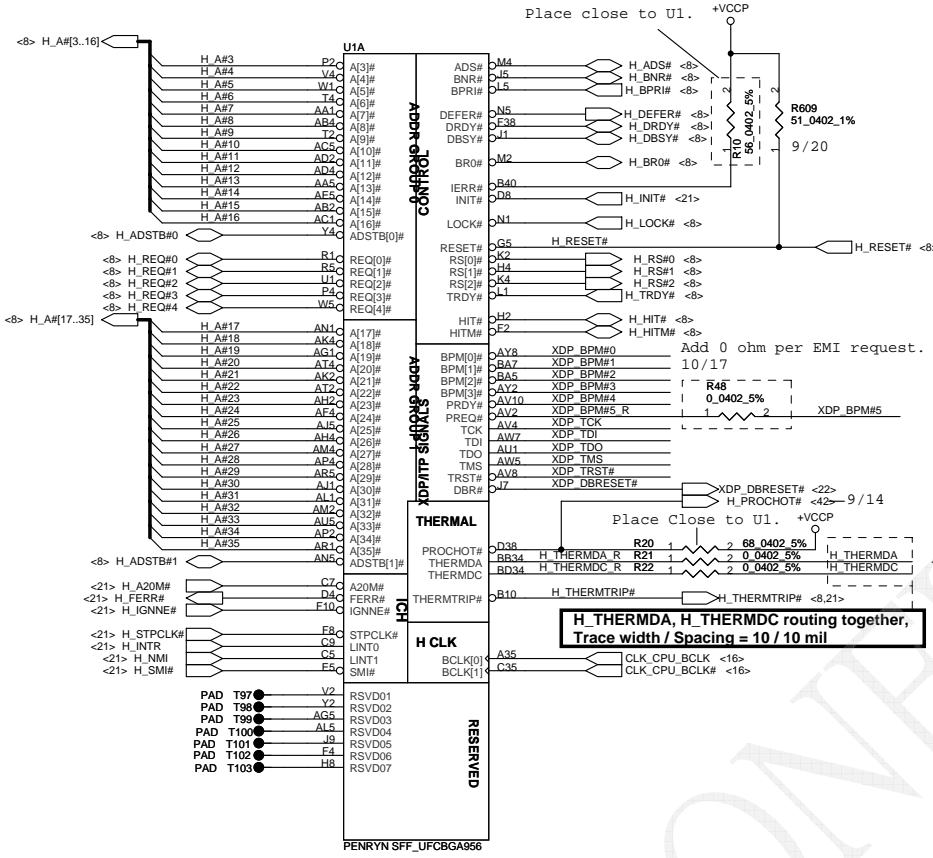 Place close to U1.
+VCCP
<8> H_A#[3..16]
U1A
H_A#3 P2 A[3]#
H_A#4 V4 A[4]#
H_A#5 W1 A[5]#
H_A#6 T4 A[6]#
H_A#7 AA1 A[7]#
H_A#8 AB4 A[8]#
H_A#9 T2 A[9]#
H_A#10 AC5 A[10]#
H_A#11 AD2 A[11]#
H_A#12 AD4 A[12]#
H_A#13 AA5 A[13]#
H_A#14 AE5 A[14]#
H_A#15 AB2 A[15]#
H_A#16 AC1 A[16]#
<8> H_ADSTB#0 Y4 ADSTB[0]#
<8> H_REQ#0 R1 REQ[0]#
<8> H_REQ#1 R5 REQ[1]#
<8> H_REQ#2 U1 REQ[2]#
<8> H_REQ#3 P4 REQ[3]#
<8> H_REQ#4 W5 REQ[4]#
<8> H_A#[17..35]
H_A#17 AN1 A[17]#
H_A#18 AK4 A[18]#
H_A#19 AG1 A[19]#
H_A#20 AT4 A[20]#
H_A#21 AK2 A[21]#
H_A#22 AT2 A[22]#
H_A#23 AH2 A[23]#
H_A#24 AF4 A[24]#
H_A#25 AJ5 A[25]#
H_A#26 AH4 A[26]#
H_A#27 AM4 A[27]#
H_A#28 AP4 A[28]#
H_A#29 AR5 A[29]#
H_A#30 AJ1 A[30]#
H_A#31 AL1 A[31]#
H_A#32 AM2 A[32]#
H_A#33 AU5 A[33]#
H_A#34 AP2 A[34]#
H_A#35 AR1 A[35]#
<8> H_ADSTB#1 AN5 ADSTB[1]#
<21> H_A20M# C7 A20M#
<21> H_FERR# D4 FERR#
<21> H_IGNNE# F10 IGNNE#
<21> H_STPCLK# F8 STPCLK#
<21> H_INTR C9 LINT0
<21> H_NMI C5 LINT1
<21> H_SMI# E5 SMI#
PAD T97 V2 RSVD01
PAD T98 Y2 RSVD02
PAD T99 AG5 RSVD03
PAD T100 AL5 RSVD04
PAD T101 J9 RSVD05
PAD T102 F4 RSVD06
PAD T103 H8 RSVD07
ADDR GROUP 0
CONTROL
ADDR GROUP 1
XDP/ITP SIGNALS
THERMAL
ICH
H CLK
RESERVED
ADS# M4 H_ADS# <8>
BNR# J5 H_BNR# <8>
BPRI# L5 H_BPRI# <8>
DEFER# N5 H_DEFER# <8>
DRDY# F38 H_DRDY# <8>
DBSY# J1 H_DBSY# <8>
BR0# M2 H_BR0# <8>
IERR# B40
INIT# D8 H_INIT# <21>
LOCK# N1 H_LOCK# <8>
RESET# G5 H_RESET# H_RESET# <8
RS[0]# K2 H_RS#0 <8>
RS[1]# H4 H_RS#1 <8>
RS[2]# K4 H_RS#2 <8>
TRDY# L1 H_TRDY# <8>
HIT# H2 H_HIT# <8>
HITM# F2 H_HITM# <8>
2 R10 56_0402_5% 1
2 R609 51_0402_1% 1
9/20
BPM[0]# AY8 XDP_BPM#0
BPM[1]# BA7 XDP_BPM#1
BPM[2]# BA5 XDP_BPM#2
BPM[3]# AY2 XDP_BPM#3
PRDY# AV10 XDP_BPM#4
PREQ# AV2 XDP_BPM#5_R
TCK AV4 XDP_TCK
TDI AW7 XDP_TDI
TDO AU1 XDP_TDO
TMS AW5 XDP_TMS
TRST# AV8 XDP_TRST#
DBR# J7 XDP_DBRESET#
Add 0 ohm per EMI request.
10/17
R48
0_0402_5%
1 2 XDP_BPM#5
XDP_DBRESET# <22>
H_PROCHOT# <42> 9/14
Place Close to U1.
+VCCP
PROCHOT# D38 R20 1 2 68_0402_5%
THERMDA BB34 H_THERMDA_R R21 1 2 0_0402_5% H_THERMDA
THERMDC BD34 H_THERMDC_R R22 1 2 0_0402_5% H_THERMDC
THERMTRIP# B10 H_THERMTRIP# H_THERMTRIP# <8,21>
H_THERMDA, H_THERMDC routing together,
Trace width / Spacing = 10 / 10 mil
BCLK[0] A35 CLK_CPU_BCLK <16>
BCLK[1] C35 CLK_CPU_BCLK# <16>
PENRYN SFF_UFCBGA956